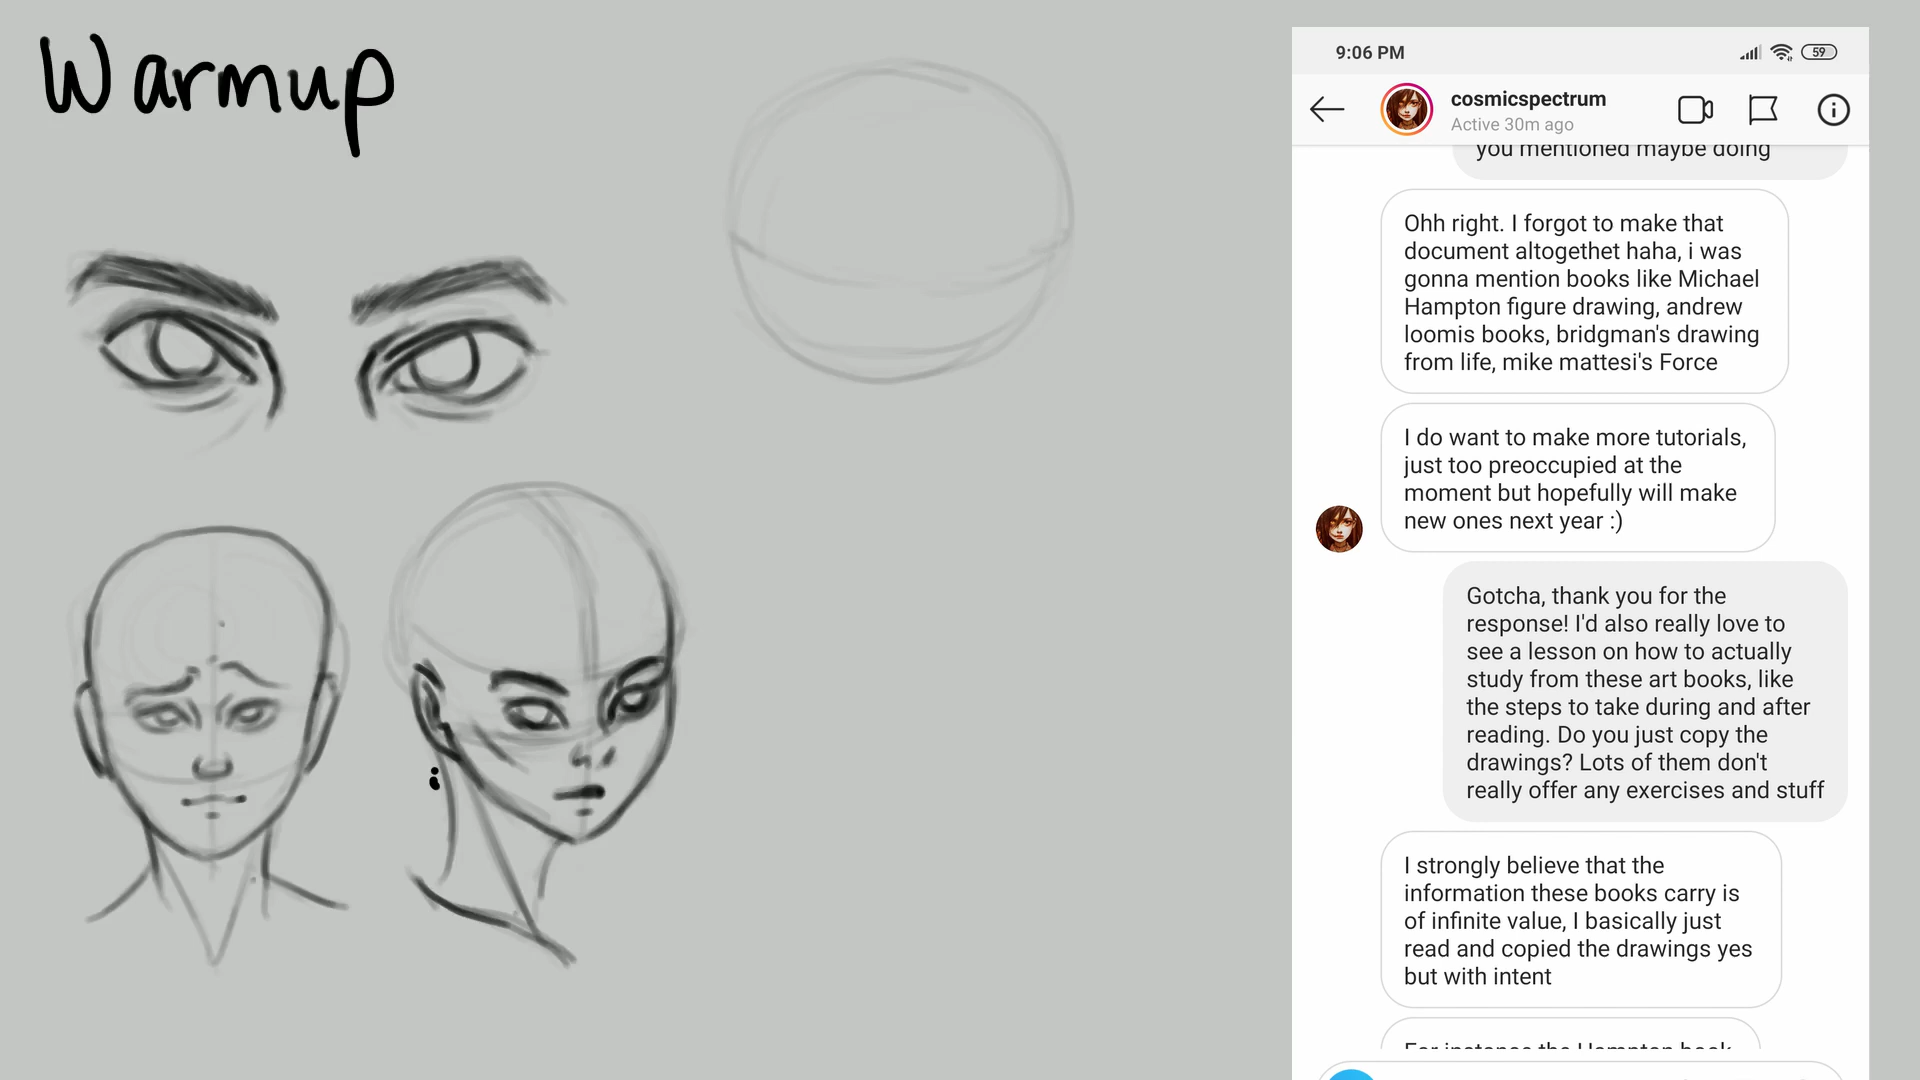 Warmup
9:06 PM
59
cosmicspectrum
Active 30m ago
you mentioned maybe doing
Ohh right. I forgot to make that
document altogethet haha, i was
gonna mention books like Michael
Hampton figure drawing, andrew
loomis books, bridgman's drawing
from life, mike mattesi's Force
I do want to make more tutorials,
just too preoccupied at the
moment but hopefully will make
new ones next year :)
Gotcha, thank you for the
response! I'd also really love to
see a lesson on how to actually
study from these art books, like
the steps to take during and after
reading. Do you just copy the
drawings? Lots of them don't
really offer any exercises and stuff
I strongly believe that the
information these books carry is
of infinite value, I basically just
read and copied the drawings yes
but with intent
For instance the Hampton book